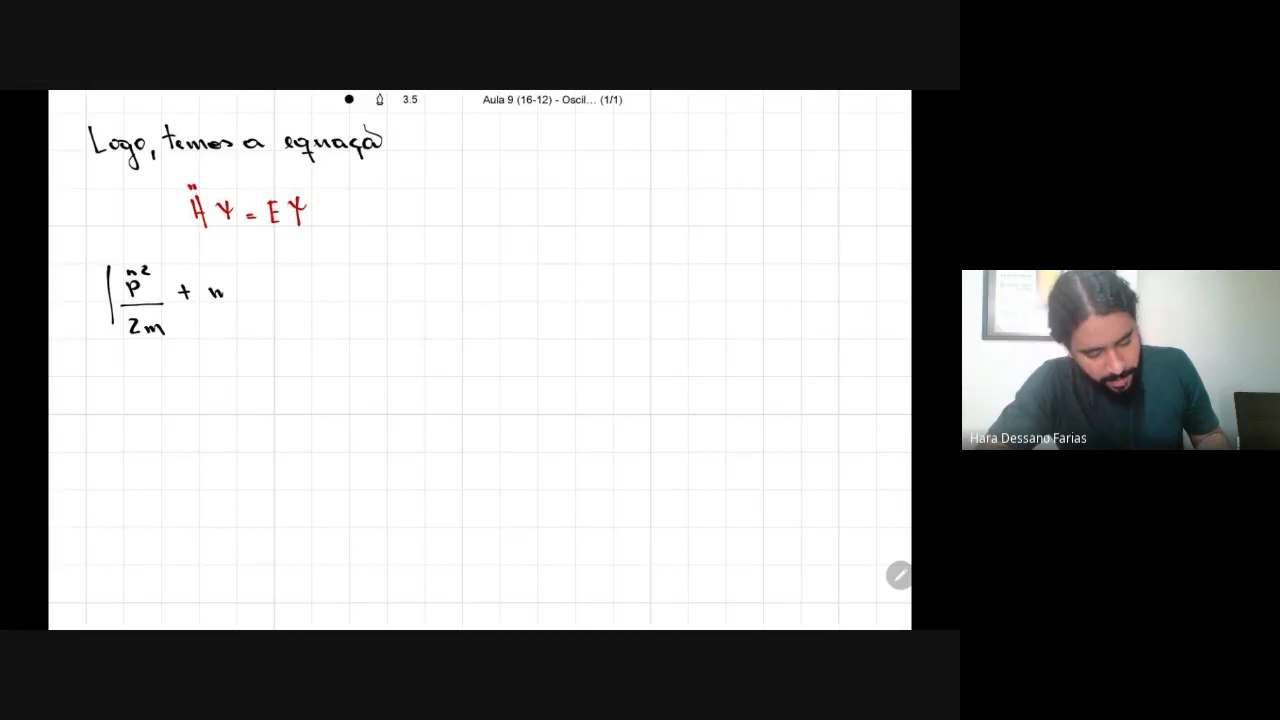 3.5 Aula 9 (16-12) - Oscil... (1/1)
Logo, temos a equação
Ĥ Ψ = E Ψ
| p̂²/2m + m
Hara Dessano Farias